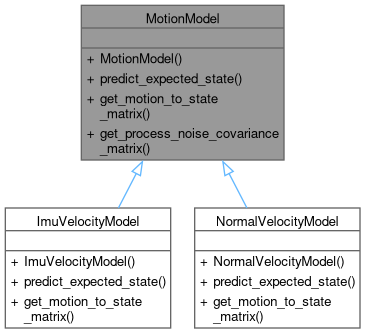 MotionModel
+ MotionModel()
+ predict_expected_state()
+ get_motion_to_state
_matrix()
+ get_process_noise_covariance
_matrix()
ImuVelocityModel
+ ImuVelocityModel()
+ predict_expected_state()
+ get_motion_to_state
_matrix()
NormalVelocityModel
+ NormalVelocityModel()
+ predict_expected_state()
+ get_motion_to_state
_matrix()